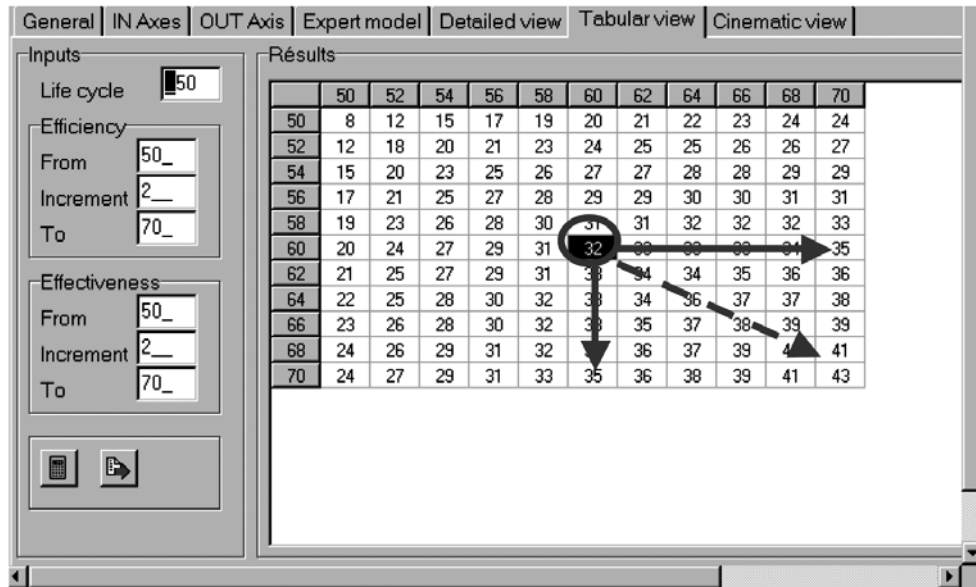 General IN Axes OUT Axis Expert model Detailed view Tabular view Cinematic view
Inputs
Life cycle 50
Efficiency
From 50_
Increment 2__
To 70_
Effectiveness
From 50_
Increment 2__
To 70_
Résults
50 52 54 56 58 60 62 64 66 68 70
50 8 12 15 17 19 20 21 22 23 24 24
52 12 18 20 21 23 24 25 25 26 26 27
54 15 20 23 25 26 27 27 28 28 29 29
56 17 21 25 27 28 29 29 30 30 31 31
58 19 23 26 28 30 31 31 32 32 32 33
60 20 24 27 29 31 32 35
62 21 25 27 29 31 34 34 35 36 36
64 22 25 28 30 32 34 36 37 37 38
66 23 26 28 30 32 35 37 38 39 39
68 24 26 29 31 32 36 37 39 41
70 24 27 29 31 33 35 36 38 39 41 43